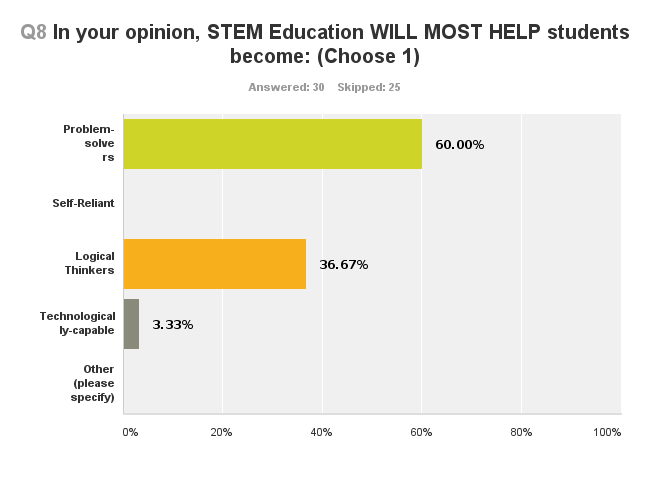 Q8 In your opinion, STEM Education WILL MOST HELP students
become: (Choose 1)
Answered: 30 Skipped: 25
Problem-
solve
rs
60.00%
Self-Reliant
Logical
Thinkers
36.67%
Technological
ly-capable
3.33%
Other
(please
specify)
0% 20% 40% 60% 80% 100%